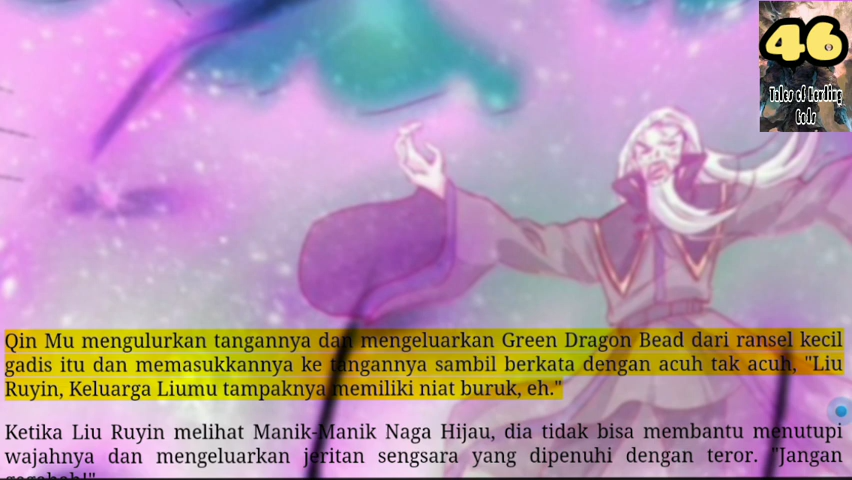 46
Tales of Herding
Gods
Qin Mu mengulurkan tangannya dan mengeluarkan Green Dragon Bead dari ransel kecil
gadis itu dan memasukkannya ke tangannya sambil berkata dengan acuh tak acuh, "Liu
Ruyin, Keluarga Liumu tampaknya memiliki niat buruk, eh."
Ketika Liu Ruyin melihat Manik-Manik Naga Hijau, dia tidak bisa membantu menutupi
wajahnya dan mengeluarkan jeritan sengsara yang dipenuhi dengan teror. "Jangan